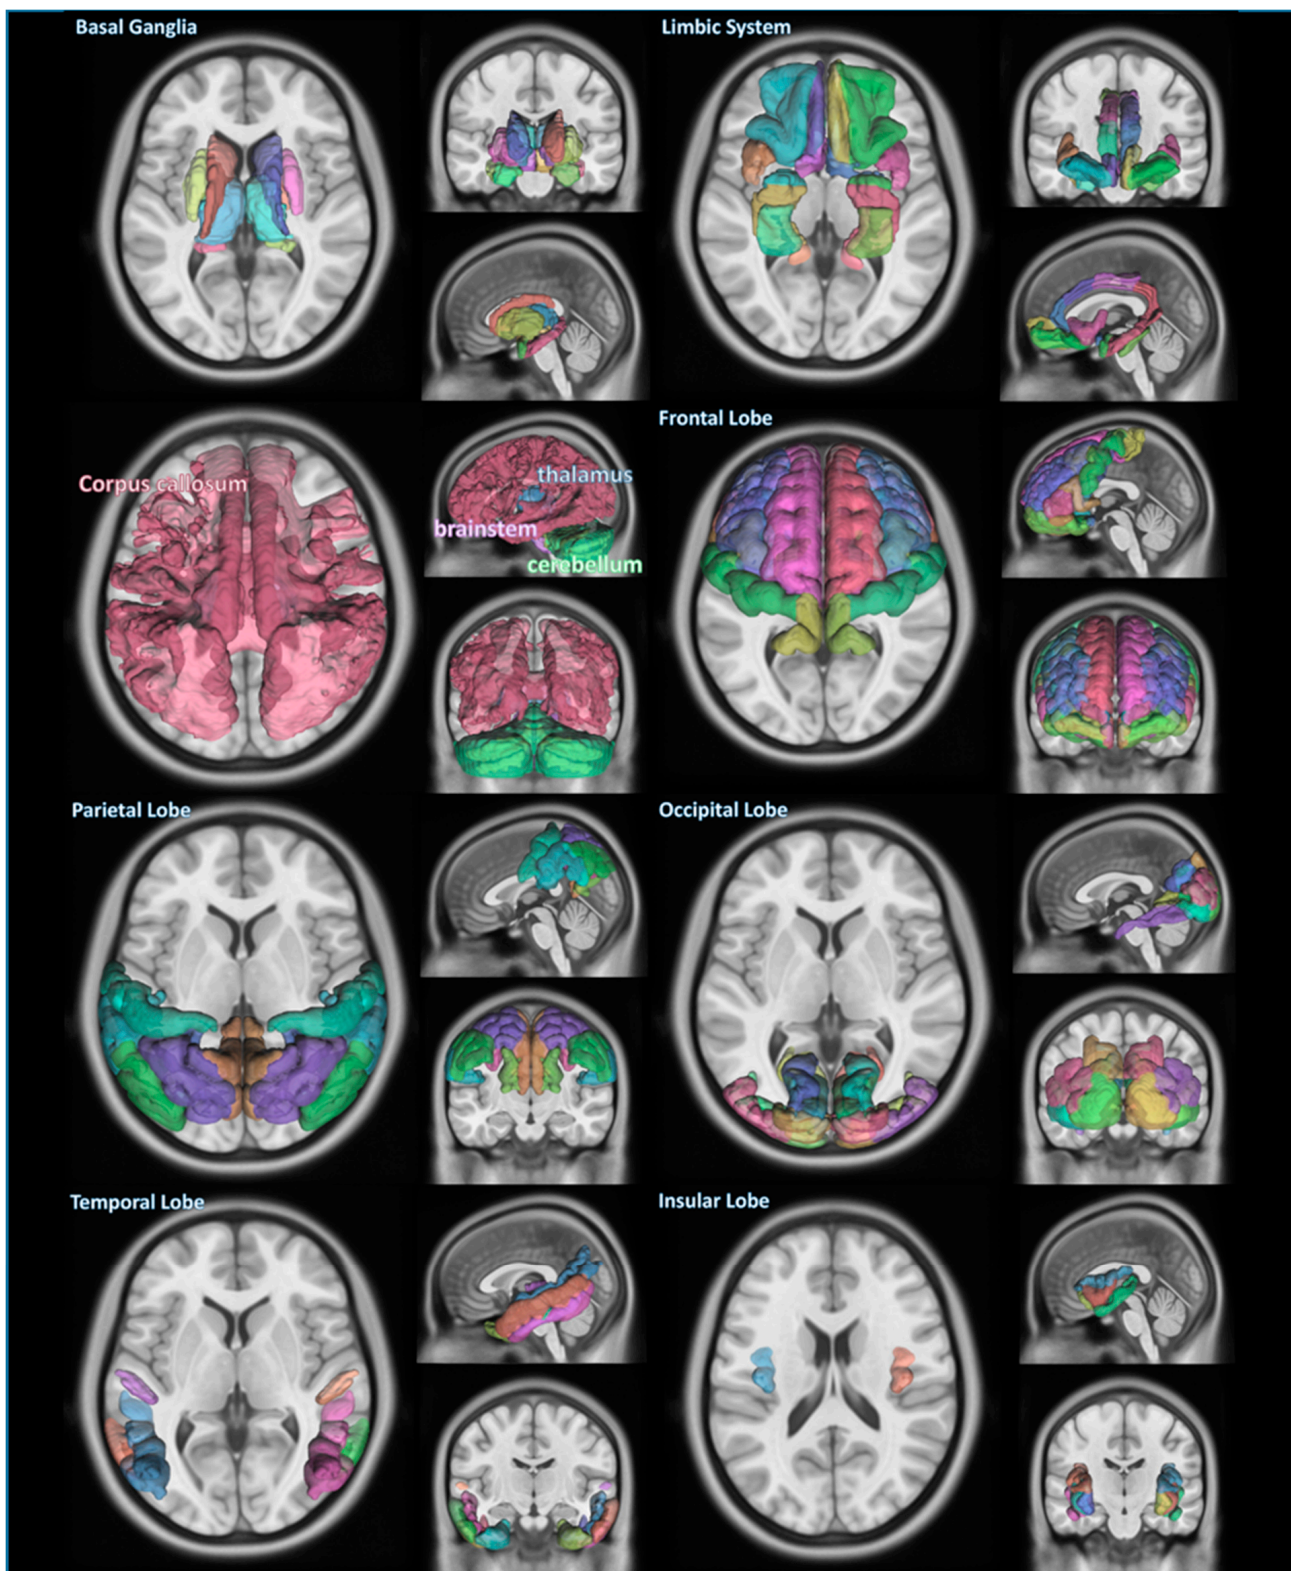 Basal Ganglia
Limbic System
Corpus callosum
thalamus
brainstem
cerebellum
Frontal Lobe
Parietal Lobe
Occipital Lobe
Temporal Lobe
Insular Lobe